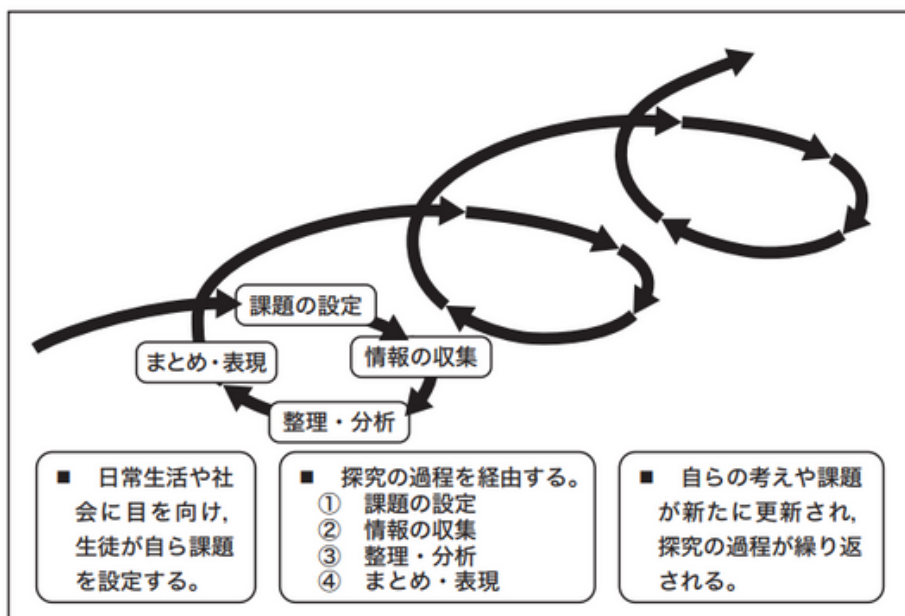 課題の設定
まとめ・表現
情報の収集
整理・分析
■ 日常生活や社
会に目を向け,
生徒が自ら課題
を設定する。
■ 探究の過程を経由する。
① 課題の設定
② 情報の収集
③ 整理・分析
④ まとめ・表現
■ 自らの考えや課題
が新たに更新され,
探究の過程が繰り返
される。